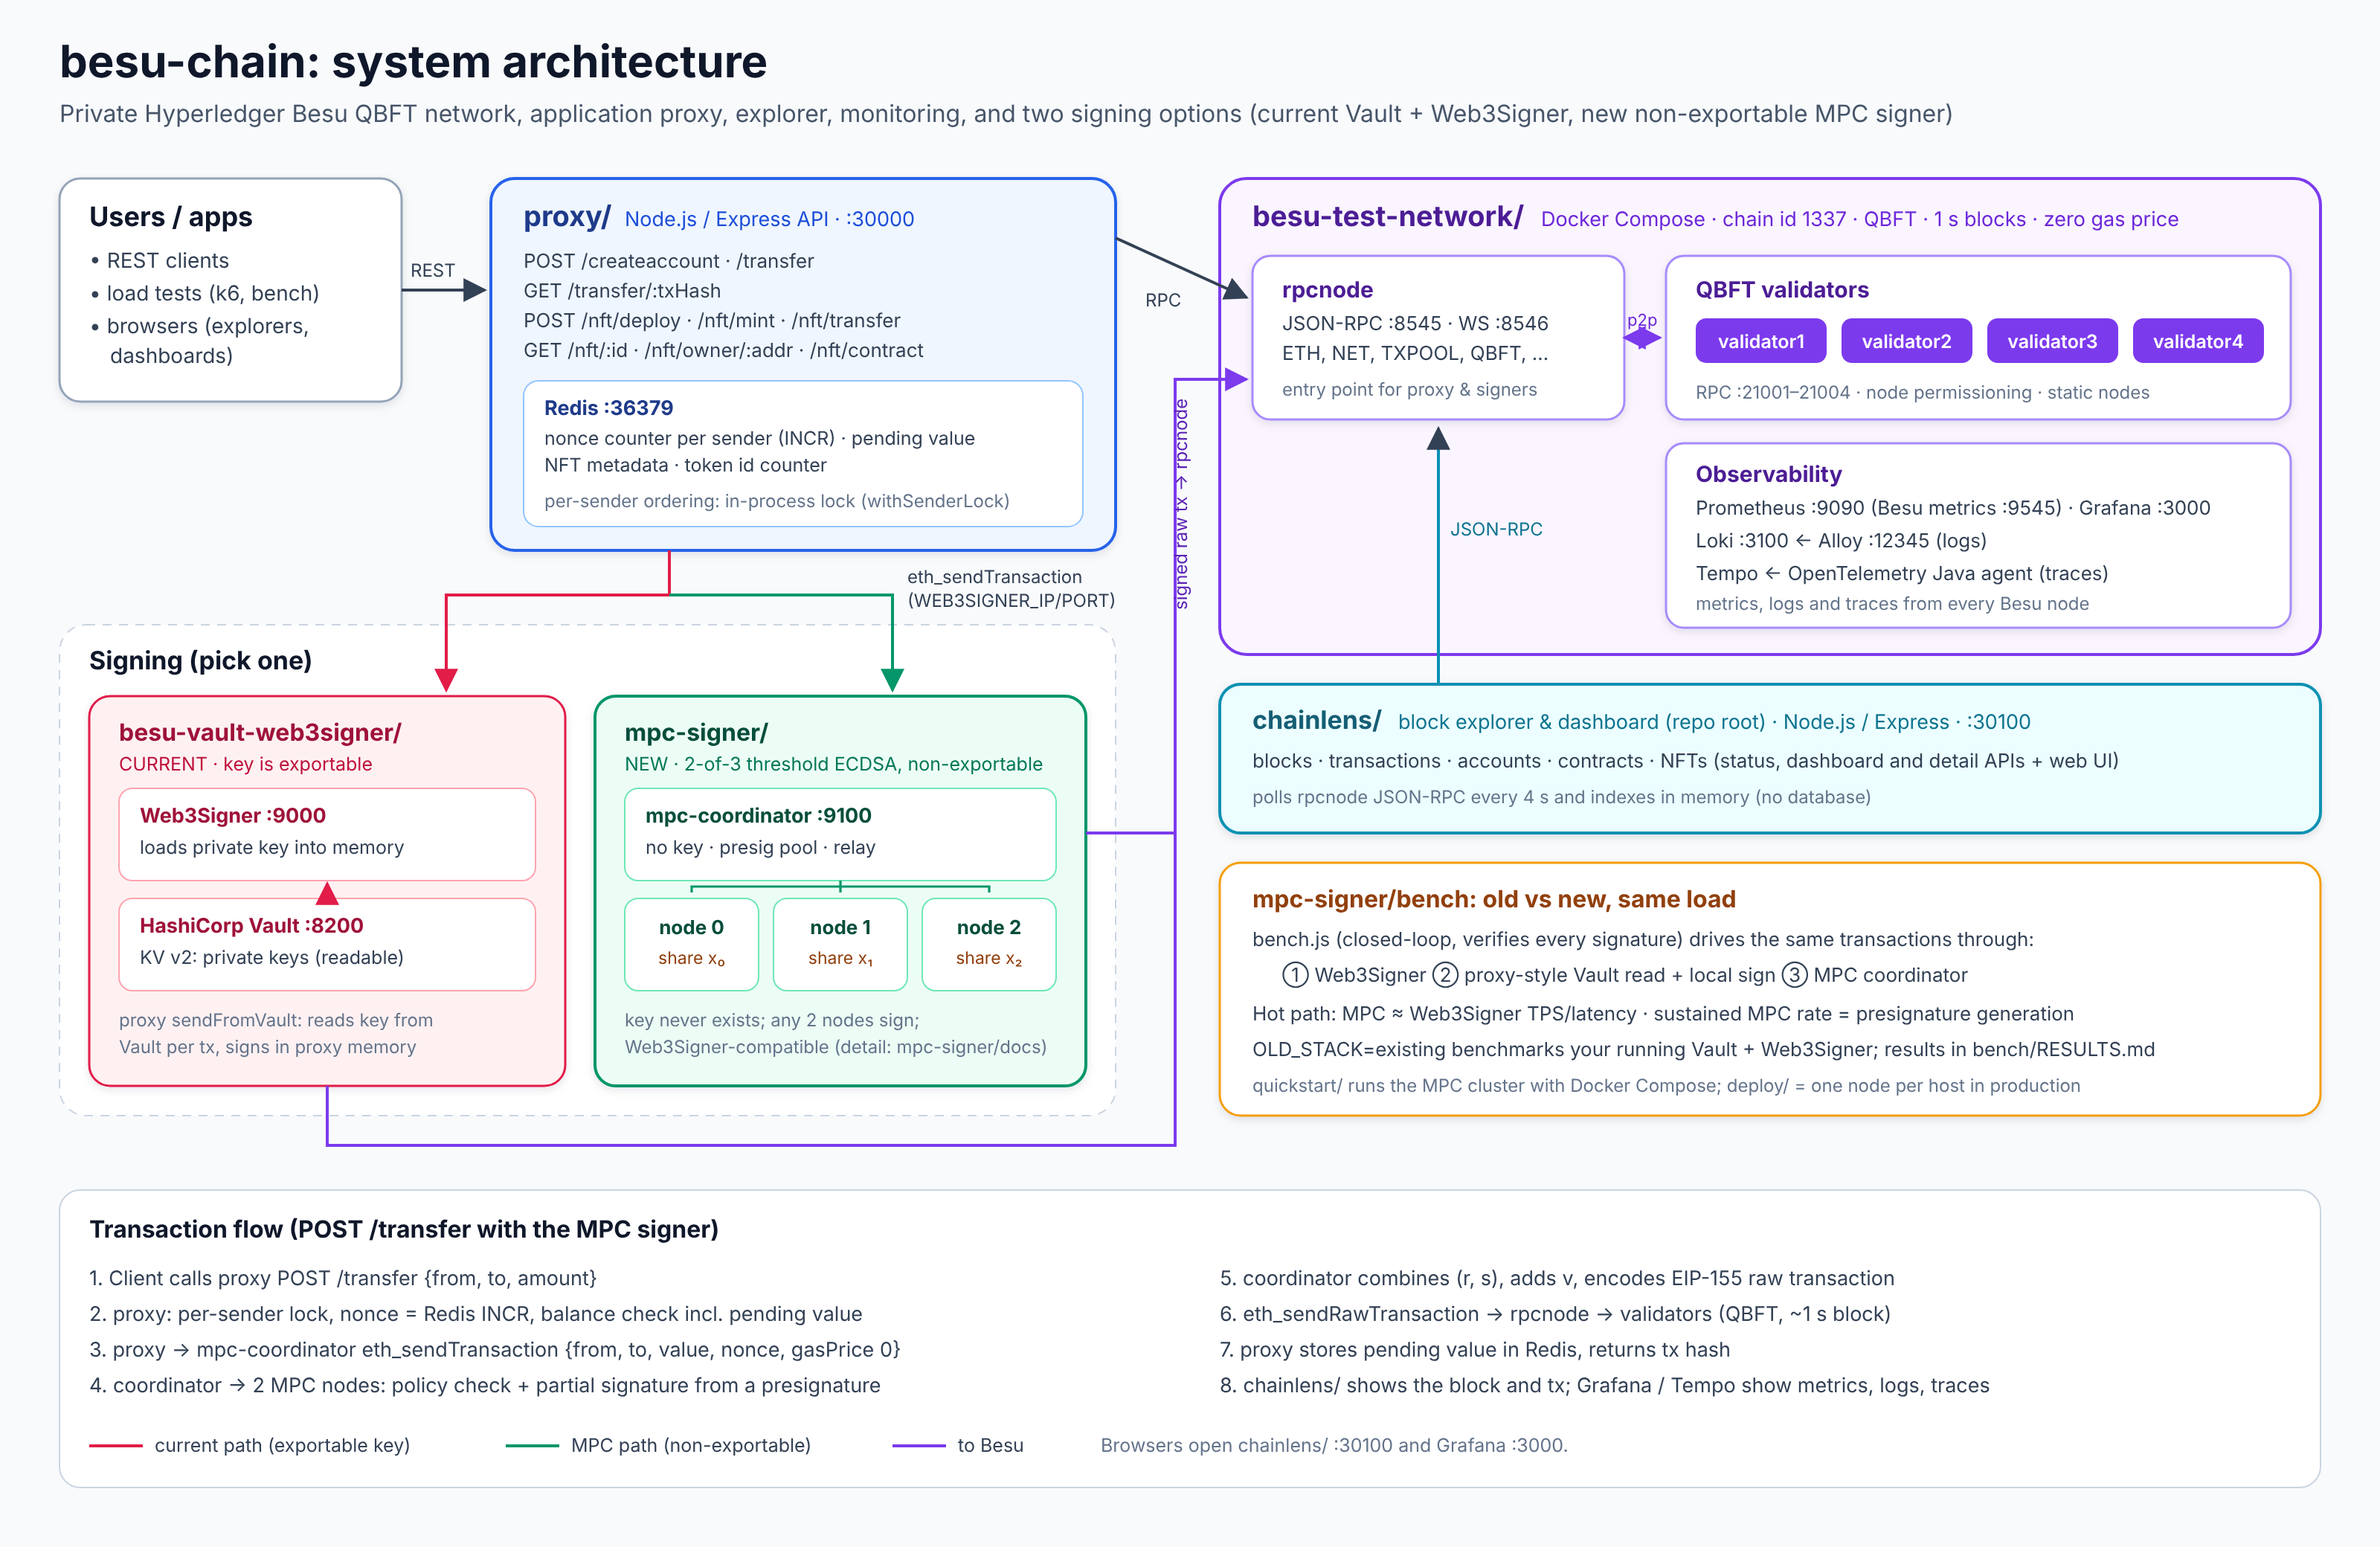 besu-chain: system architecture
Private Hyperledger Besu QBFT network, application proxy, explorer, monitoring, and two signing options (current Vault + Web3Signer, new non-exportable MPC signer)
Users / apps
• REST clients
• load tests (k6, bench)
• browsers (explorers,
dashboards)
REST
proxy/ Node.js / Express API · :30000
POST /createaccount · /transfer
GET /transfer/:txHash
POST /nft/deploy · /nft/mint · /nft/transfer
GET /nft/:id · /nft/owner/:addr · /nft/contract
Redis :36379
nonce counter per sender (INCR) · pending value
NFT metadata · token id counter
per-sender ordering: in-process lock (withSenderLock)
RPC
besu-test-network/ Docker Compose · chain id 1337 · QBFT · 1 s blocks · zero gas price
rpcnode
JSON-RPC :8545 · WS :8546
ETH, NET, TXPOOL, QBFT, ...
entry point for proxy & signers
p2p
QBFT validators
validator1 validator2 validator3 validator4
RPC :21001–21004 · node permissioning · static nodes
Observability
Prometheus :9090 (Besu metrics :9545) · Grafana :3000
Loki :3100 ← Alloy :12345 (logs)
Tempo ← OpenTelemetry Java agent (traces)
metrics, logs and traces from every Besu node
JSON-RPC
signed raw tx → rpcnode
eth_sendTransaction
(WEB3SIGNER_IP/PORT)
Signing (pick one)
besu-vault-web3signer/
CURRENT · key is exportable
Web3Signer :9000
loads private key into memory
HashiCorp Vault :8200
KV v2: private keys (readable)
proxy sendFromVault: reads key from
Vault per tx, signs in proxy memory
mpc-signer/
NEW · 2-of-3 threshold ECDSA, non-exportable
mpc-coordinator :9100
no key · presig pool · relay
node 0 node 1 node 2
share x₀ share x₁ share x₂
key never exists; any 2 nodes sign;
Web3Signer-compatible (detail: mpc-signer/docs)
chainlens/ block explorer & dashboard (repo root) · Node.js / Express · :30100
blocks · transactions · accounts · contracts · NFTs (status, dashboard and detail APIs + web UI)
polls rpcnode JSON-RPC every 4 s and indexes in memory (no database)
mpc-signer/bench: old vs new, same load
bench.js (closed-loop, verifies every signature) drives the same transactions through:
① Web3Signer ② proxy-style Vault read + local sign ③ MPC coordinator
Hot path: MPC ≈ Web3Signer TPS/latency · sustained MPC rate = presignature generation
OLD_STACK=existing benchmarks your running Vault + Web3Signer; results in bench/RESULTS.md
quickstart/ runs the MPC cluster with Docker Compose; deploy/ = one node per host in production
Transaction flow (POST /transfer with the MPC signer)
1. Client calls proxy POST /transfer {from, to, amount}
2. proxy: per-sender lock, nonce = Redis INCR, balance check incl. pending value
3. proxy → mpc-coordinator eth_sendTransaction {from, to, value, nonce, gasPrice 0}
4. coordinator → 2 MPC nodes: policy check + partial signature from a presignature
5. coordinator combines (r, s), adds v, encodes EIP-155 raw transaction
6. eth_sendRawTransaction → rpcnode → validators (QBFT, ~1 s block)
7. proxy stores pending value in Redis, returns tx hash
8. chainlens/ shows the block and tx; Grafana / Tempo show metrics, logs, traces
current path (exportable key) MPC path (non-exportable) to Besu Browsers open chainlens/ :30100 and Grafana :3000.